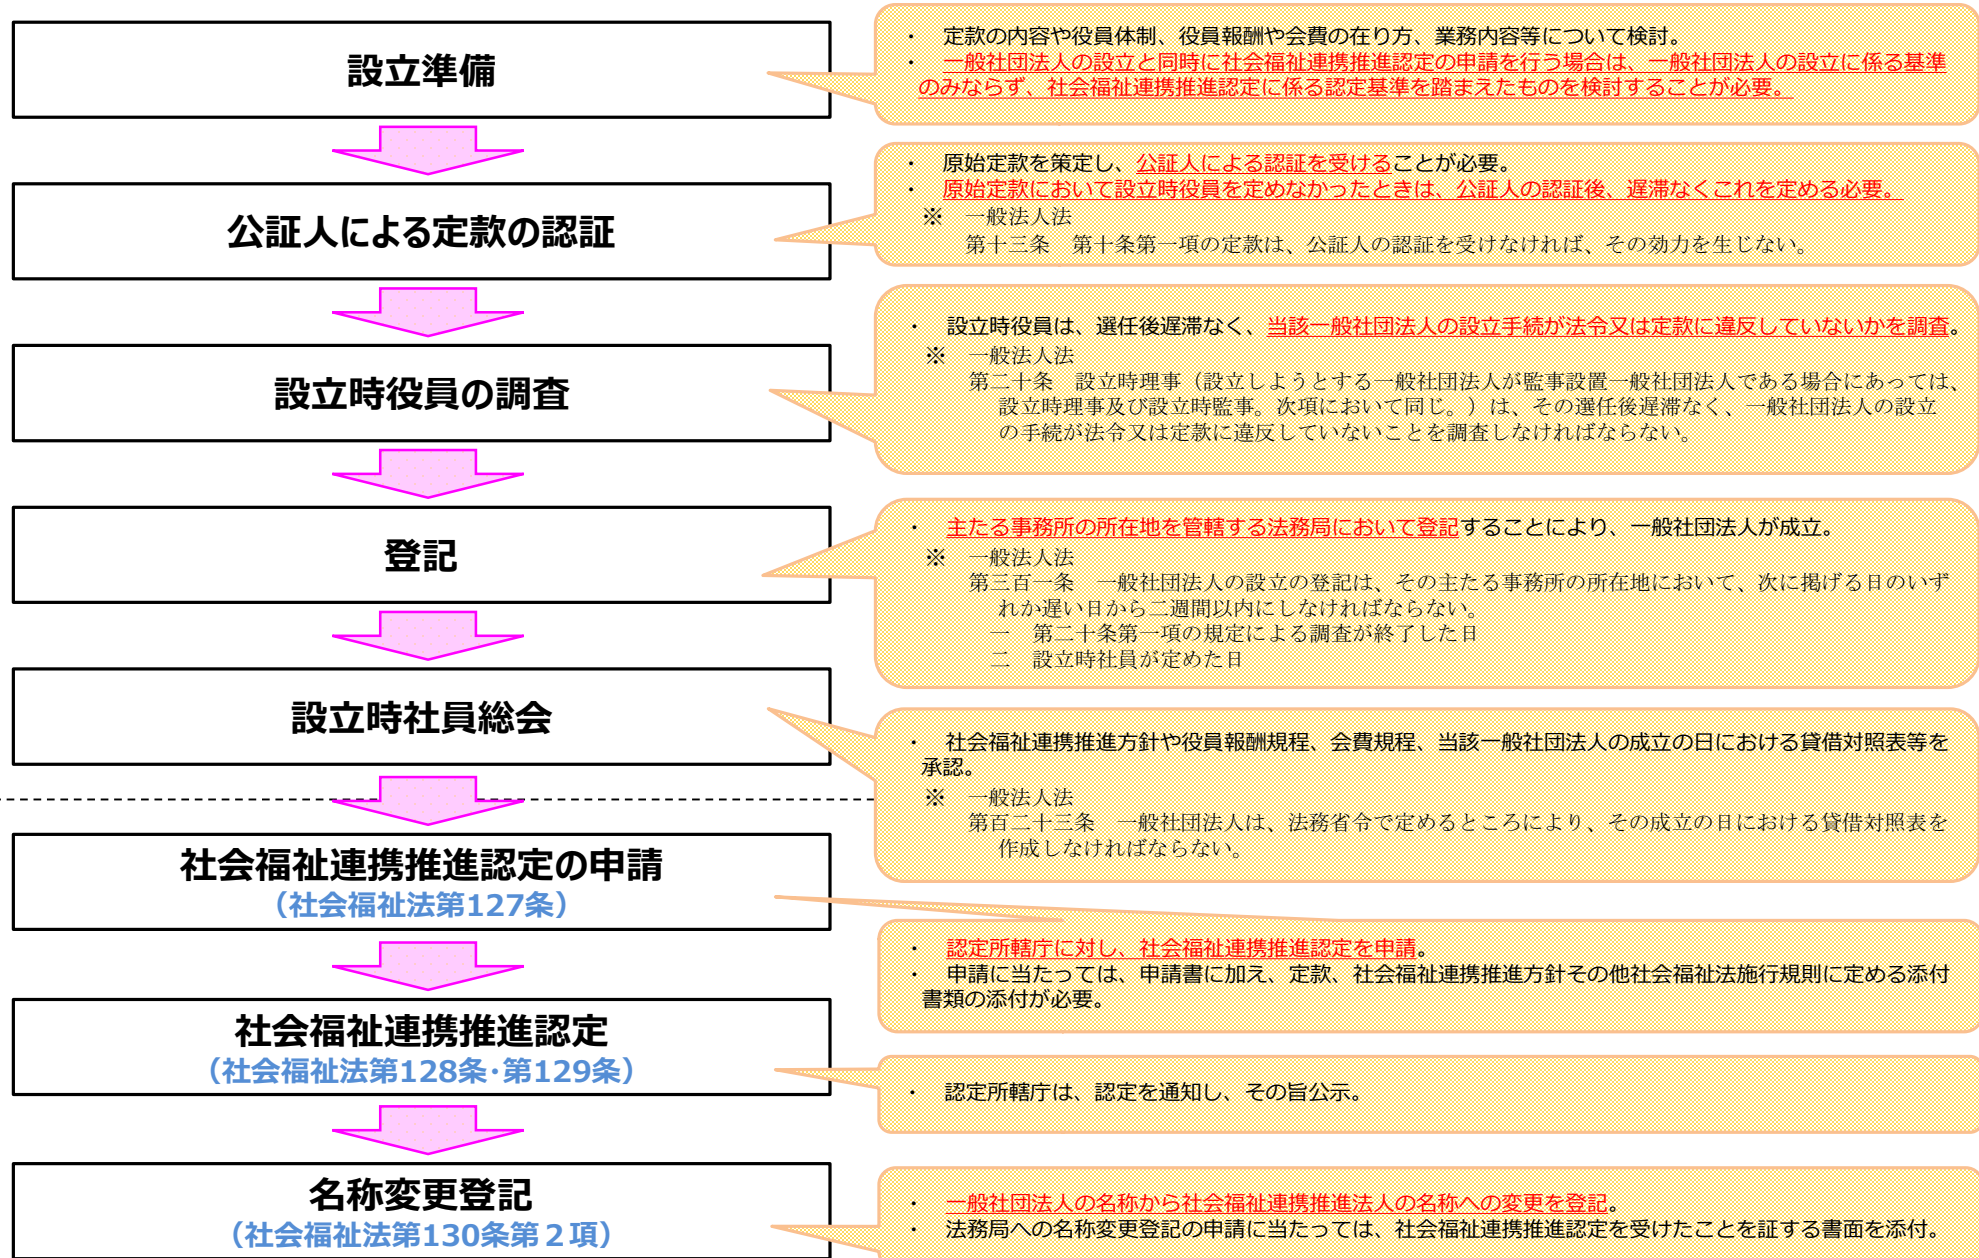 設立準備
・　定款の内容や役員体制、役員報酬や会費の在り方、業務内容等について検討。
・　一般社団法人の設立と同時に社会福祉連携推進認定の申請を行う場合は、一般社団法人の設立に係る基準
のみならず、社会福祉連携推進認定に係る認定基準を踏まえたものを検討することが必要。
公証人による定款の認証
・　原始定款を策定し、公証人による認証を受けることが必要。
・　原始定款において設立時役員を定めなかったときは、公証人の認証後、遅滞なくこれを定める必要。
※　一般法人法
第十三条　第十条第一項の定款は、公証人の認証を受けなければ、その効力を生じない。
設立時役員の調査
・　設立時役員は、選任後遅滞なく、当該一般社団法人の設立手続が法令又は定款に違反していないかを調査。
※　一般法人法
第二十条　設立時理事（設立しようとする一般社団法人が監事設置一般社団法人である場合にあっては、
設立時理事及び設立時監事。次項において同じ。）は、その選任後遅滞なく、一般社団法人の設立
の手続が法令又は定款に違反していないことを調査しなければならない。
登記
・　主たる事務所の所在地を管轄する法務局において登記することにより、一般社団法人が成立。
※　一般法人法
第三百一条　一般社団法人の設立の登記は、その主たる事務所の所在地において、次に掲げる日のいず
れか遅い日から二週間以内にしなければならない。
一　第二十条第一項の規定による調査が終了した日
二　設立時社員が定めた日
設立時社員総会
・　社会福祉連携推進方針や役員報酬規程、会費規程、当該一般社団法人の成立の日における貸借対照表等を
承認。
※　一般法人法
第百二十三条　一般社団法人は、法務省令で定めるところにより、その成立の日における貸借対照表を
作成しなければならない。
社会福祉連携推進認定の申請
（社会福祉法第127条）
・　認定所轄庁に対し、社会福祉連携推進認定を申請。
・　申請に当たっては、申請書に加え、定款、社会福祉連携推進方針その他社会福祉法施行規則に定める添付
書類の添付が必要。
社会福祉連携推進認定
（社会福祉法第128条・第129条）
・　認定所轄庁は、認定を通知し、その旨公示。
名称変更登記
（社会福祉法第130条第２項）
・　一般社団法人の名称から社会福祉連携推進法人の名称への変更を登記。
・　法務局への名称変更登記の申請に当たっては、社会福祉連携推進認定を受けたことを証する書面を添付。